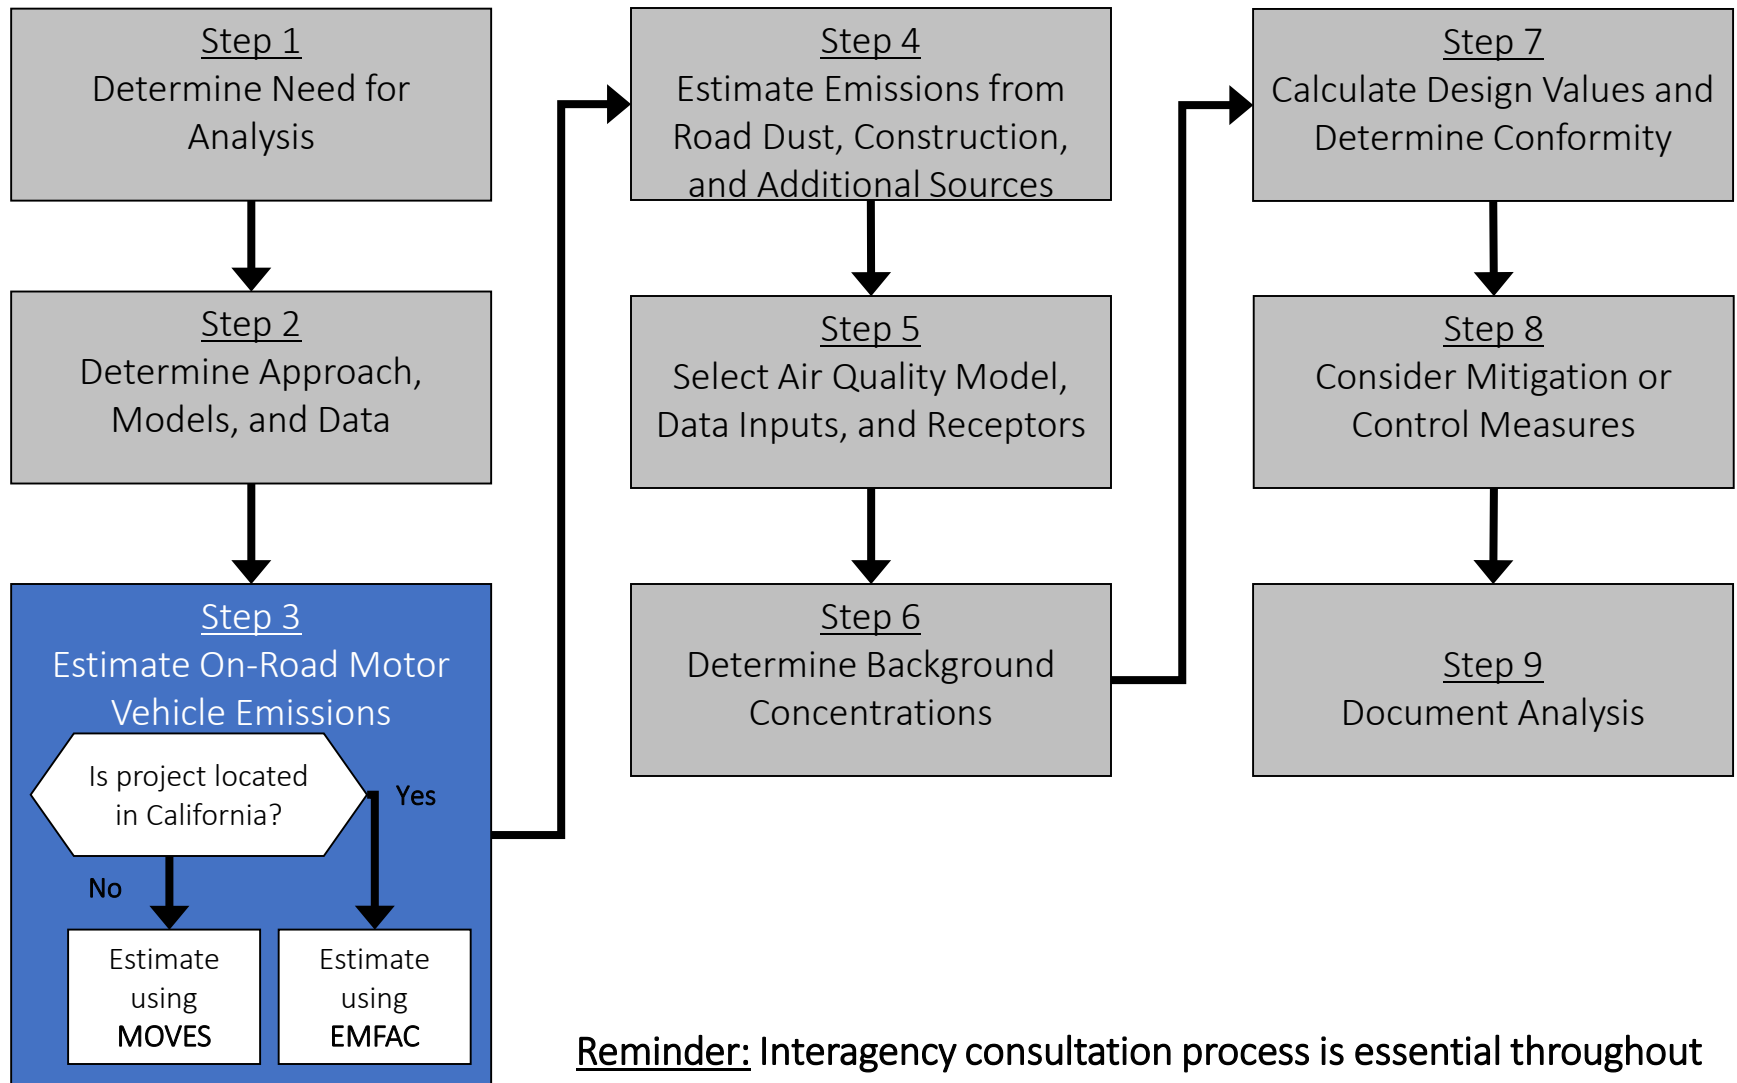 Step 1
Determine Need for
Analysis
Step 2
Determine Approach,
Models, and Data
Step 3
Estimate On-Road Motor
Vehicle Emissions
Is project located
in California?
Yes
No
Estimate
using
MOVES
Estimate
using
EMFAC
Step 4
Estimate Emissions from
Road Dust, Construction,
and Additional Sources
Step 5
Select Air Quality Model,
Data Inputs, and Receptors
Step 6
Determine Background
Concentrations
Step 7
Calculate Design Values and
Determine Conformity
Step 8
Consider Mitigation or
Control Measures
Step 9
Document Analysis
Reminder: Interagency consultation process is essential throughout